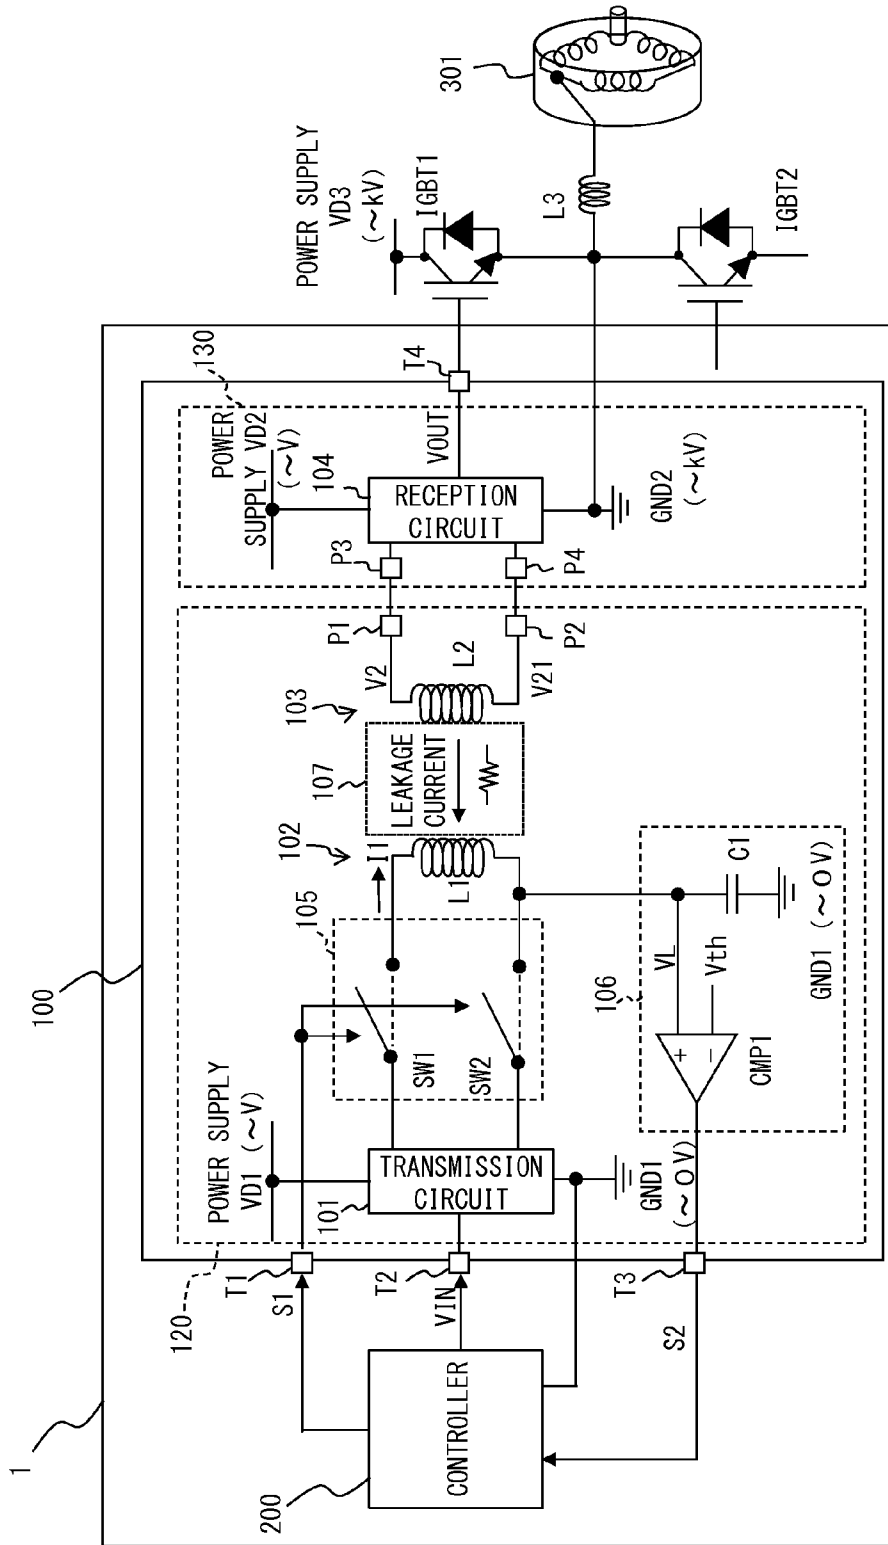 1
100
120
POWER SUPPLY
VD1 (~V)
T1
S1
T2
VIN
T3
S2
CONTROLLER
200
TRANSMISSION
CIRCUIT
101
GND1
(~0V)
105
SW1
SW2
102
I1
L1
107
LEAKAGE
CURRENT
103
L2
V2
V21
P1
P2
P3
P4
106
VL
Vth
CMP1
C1
GND1 (~0V)
130
POWER
SUPPLY VD2
(~V)
104
RECEPTION
CIRCUIT
VOUT
T4
GND2
(~kV)
POWER SUPPLY
VD3
(~kV)
IGBT1
IGBT2
L3
301
+
-